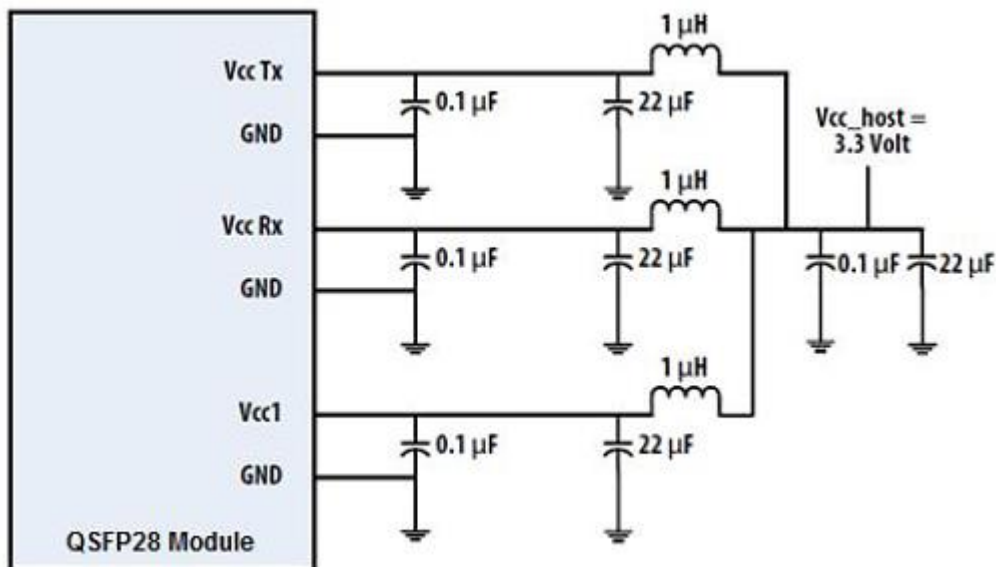 1 µH
Vcc Tx
0.1 µF
22 µF
GND
Vcc_host =
3.3 Volt
1 µH
Vcc Rx
0.1 µF
22 µF
0.1 µF
22 µF
GND
1 µH
Vcc1
0.1 µF
22 µF
GND
QSFP28 Module